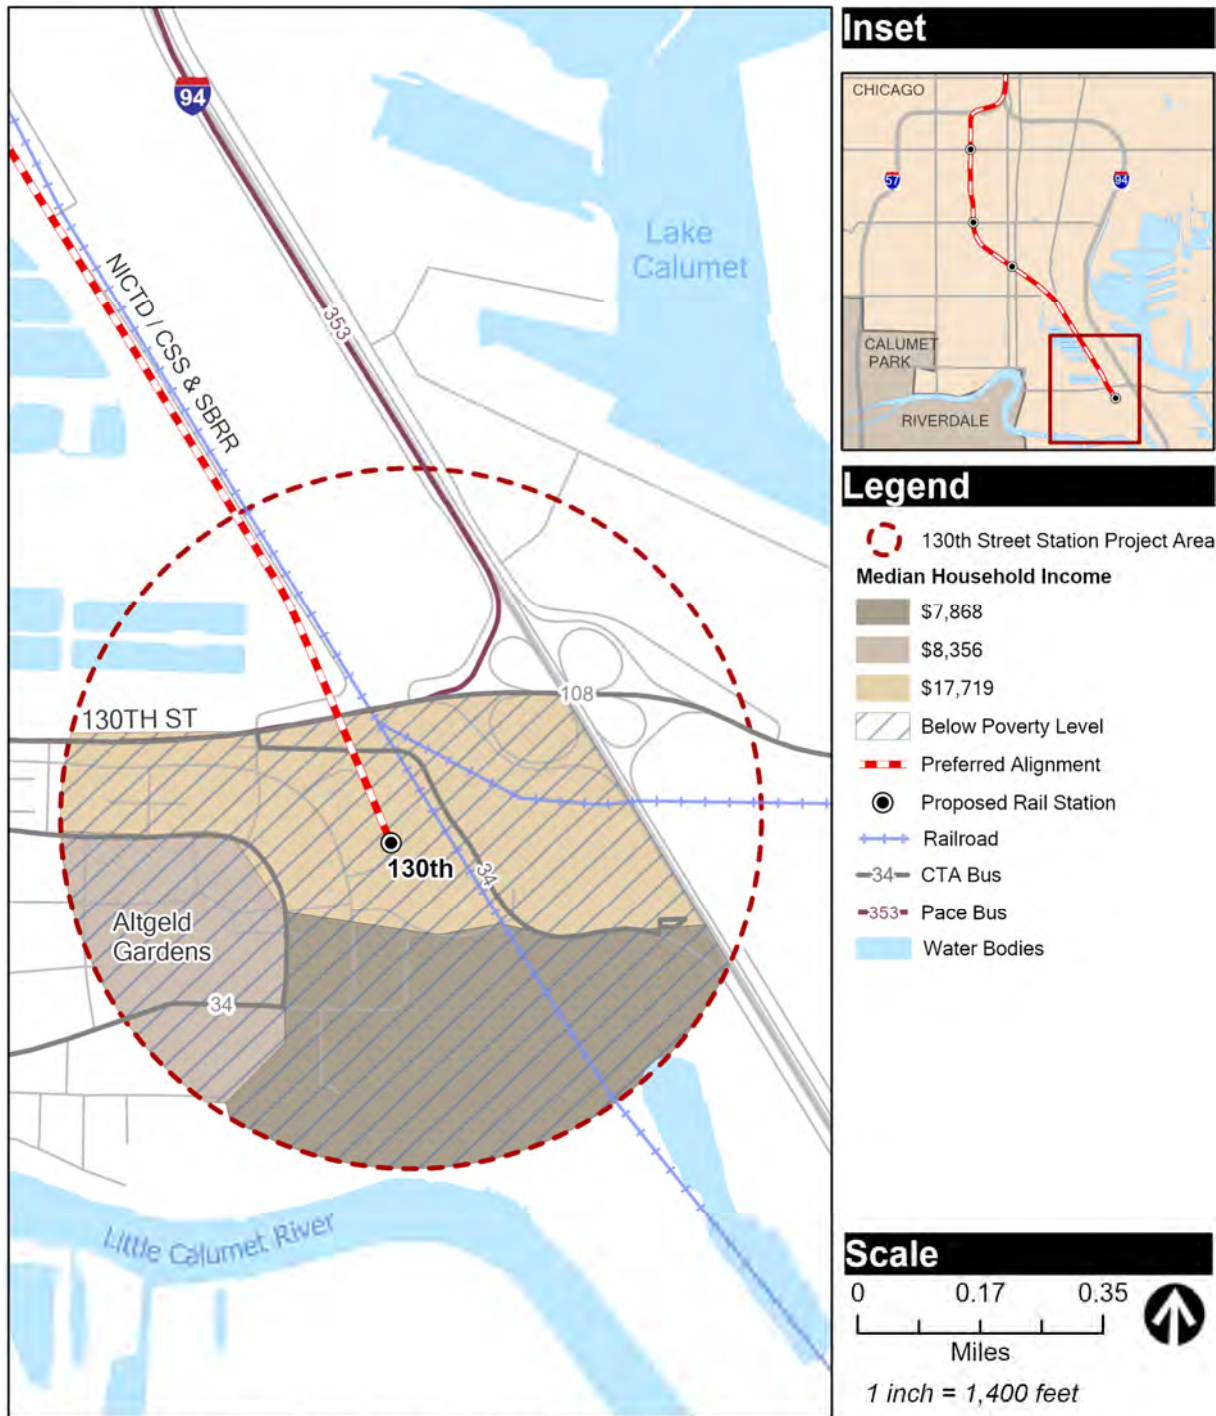 94
Lake
Calumet
353
NICTD / CSS & SBRR
108
130TH ST
130th
34
Altgeld
Gardens
34
Little Calumet River
Inset
CHICAGO
57
94
CALUMET
PARK
RIVERDALE
Legend
130th Street Station Project Area
Median Household Income
$7,868
$8,356
$17,719
Below Poverty Level
Preferred Alignment
Proposed Rail Station
Railroad
34 CTA Bus
353 Pace Bus
Water Bodies
Scale
0 0.17 0.35
Miles
1 inch = 1,400 feet